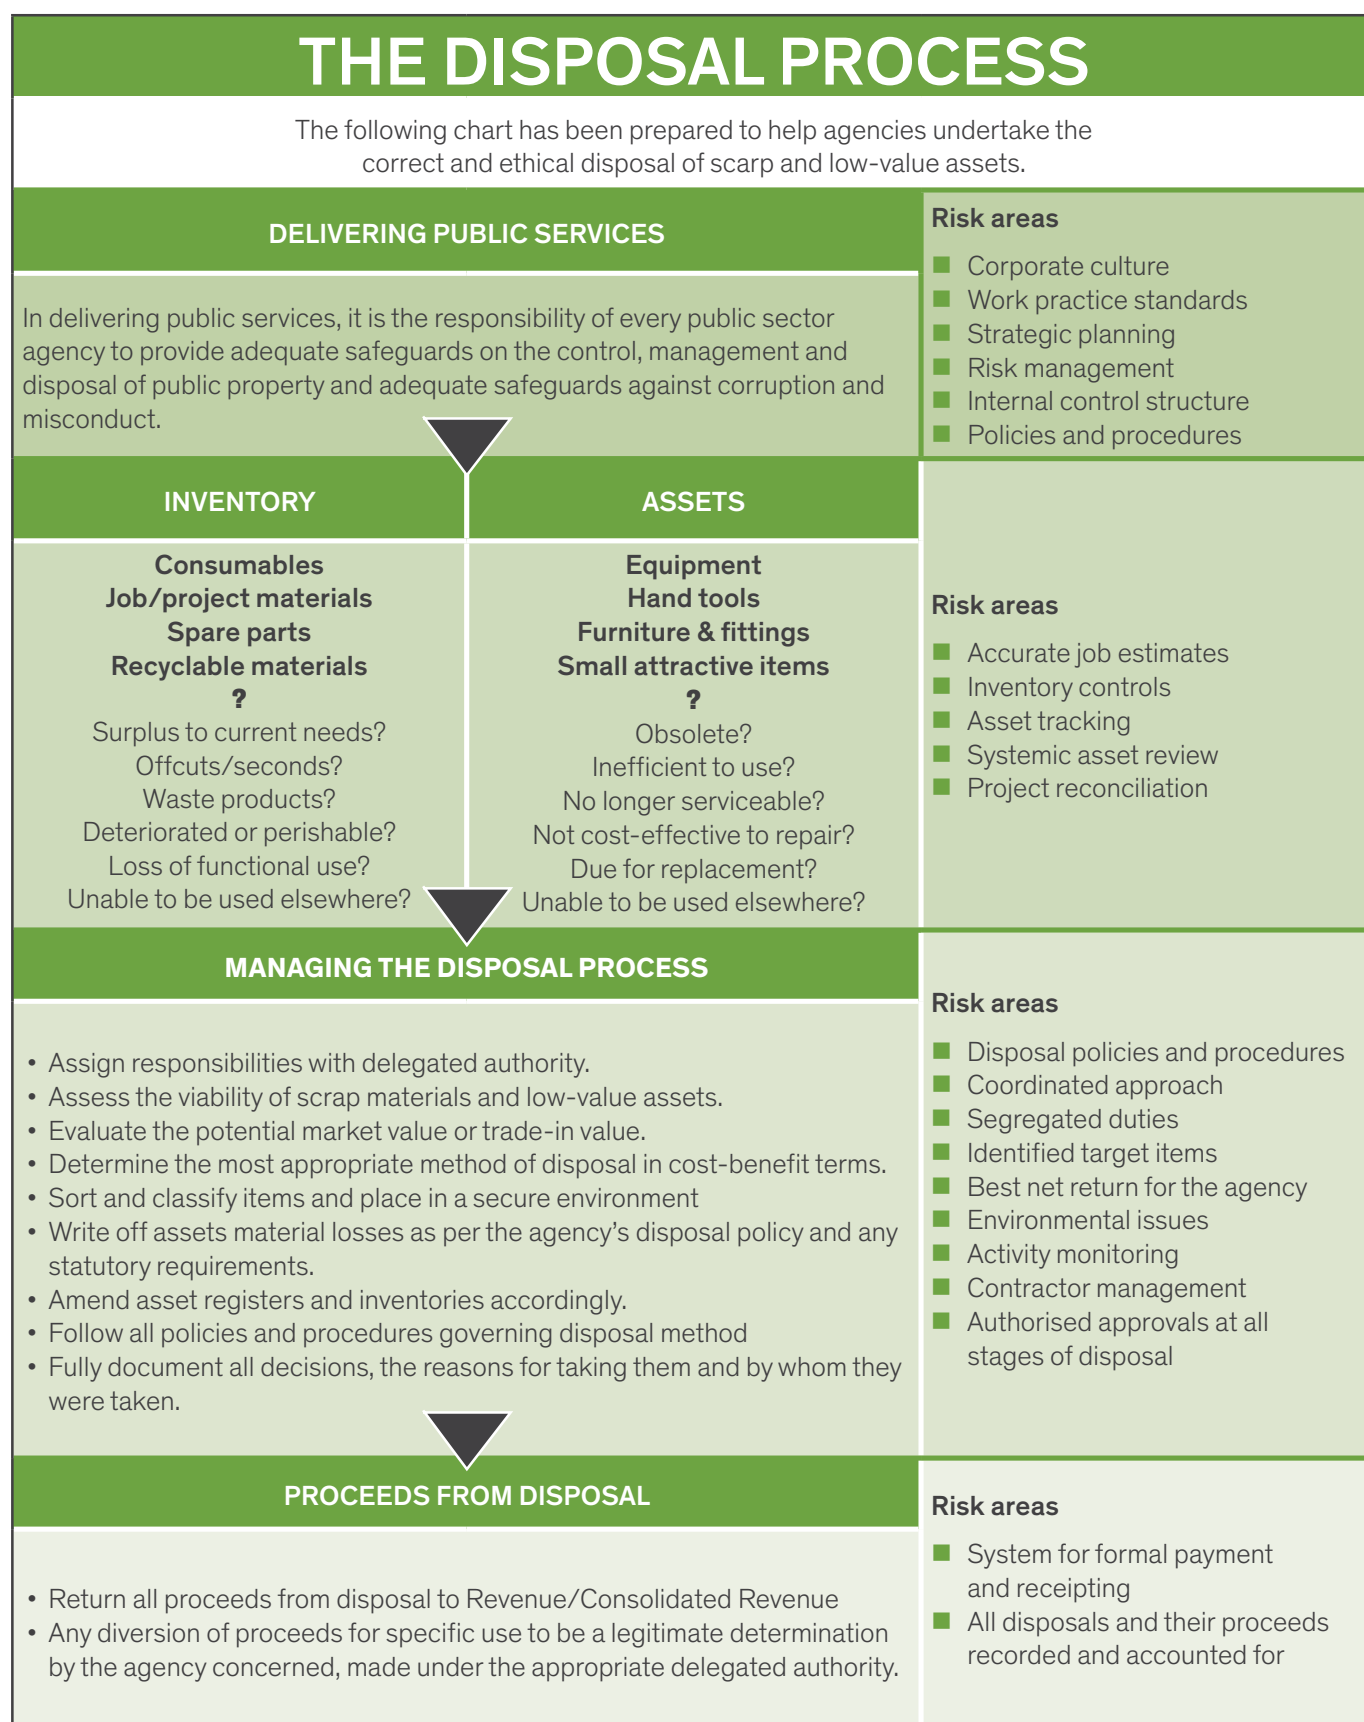 THE DISPOSAL PROCESS
The following chart has been prepared to help agencies undertake the
correct and ethical disposal of scarp and low-value assets.
DELIVERING PUBLIC SERVICES
In delivering public services, it is the responsibility of every public sector
agency to provide adequate safeguards on the control, management and
disposal of public property and adequate safeguards against corruption and
misconduct.
Risk areas
Corporate culture
Work practice standards
Strategic planning
Risk management
Internal control structure
Policies and procedures
INVENTORY
Consumables
Job/project materials
Spare parts
Recyclable materials
?
Surplus to current needs?
Offcuts/seconds?
Waste products?
Deteriorated or perishable?
Loss of functional use?
Unable to be used elsewhere?
ASSETS
Equipment
Hand tools
Furniture & fittings
Small attractive items
?
Obsolete?
Inefficient to use?
No longer serviceable?
Not cost-effective to repair?
Due for replacement?
Unable to be used elsewhere?
Risk areas
Accurate job estimates
Inventory controls
Asset tracking
Systemic asset review
Project reconciliation
MANAGING THE DISPOSAL PROCESS
• Assign responsibilities with delegated authority.
• Assess the viability of scrap materials and low-value assets.
• Evaluate the potential market value or trade-in value.
• Determine the most appropriate method of disposal in cost-benefit terms.
• Sort and classify items and place in a secure environment
• Write off assets material losses as per the agency's disposal policy and any
statutory requirements.
• Amend asset registers and inventories accordingly.
• Follow all policies and procedures governing disposal method
• Fully document all decisions, the reasons for taking them and by whom they
were taken.
Risk areas
Disposal policies and procedures
Coordinated approach
Segregated duties
Identified target items
Best net return for the agency
Environmental issues
Activity monitoring
Contractor management
Authorised approvals at all
stages of disposal
PROCEEDS FROM DISPOSAL
• Return all proceeds from disposal to Revenue/Consolidated Revenue
• Any diversion of proceeds for specific use to be a legitimate determination
by the agency concerned, made under the appropriate delegated authority.
Risk areas
System for formal payment
and receipting
All disposals and their proceeds
recorded and accounted for